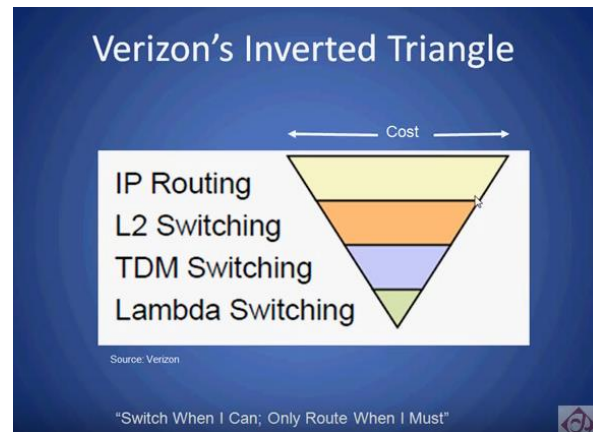 Verizon's Inverted Triangle
Cost
IP Routing
L2 Switching
TDM Switching
Lambda Switching
Source: Verizon
“Switch When I Can; Only Route When I Must”